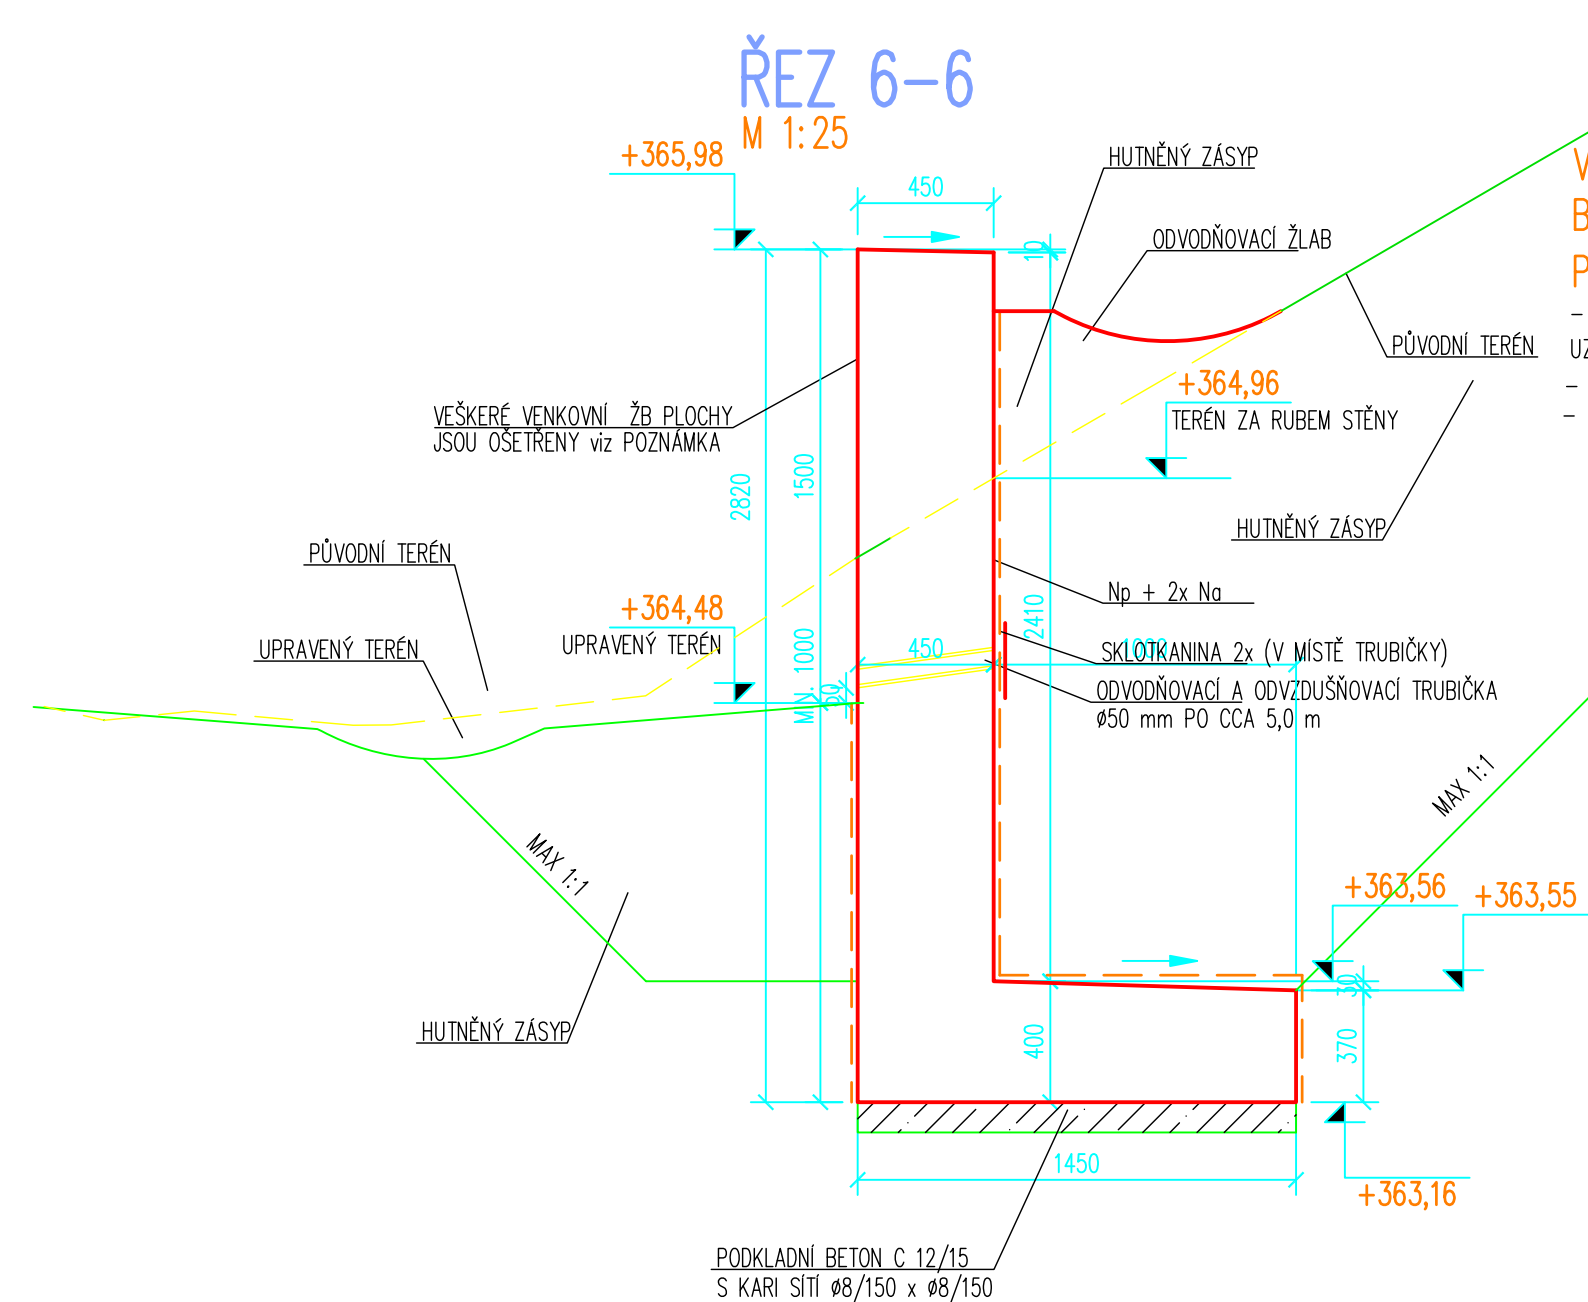 ŘEZ 6-6
M 1:25
+365,98
450
HUTNĚNÝ ZÁSYP
ODVODŇOVACÍ ŽLAB
10
PŮVODNÍ TERÉN
+364,96
TERÉN ZA RUBEM STĚNY
VEŠKERÉ VENKOVNÍ ŽB PLOCHY
JSOU OŠETŘENY viz POZNÁMKA
2820
1500
HUTNĚNÝ ZÁSYP
PŮVODNÍ TERÉN
Np + 2x Na
+364,48
UPRAVENÝ TERÉN
UPRAVENÝ TERÉN
MIN. 1000
50
450
2410
1000
SKLOTKANINA 2x (V MÍSTĚ TRUBIČKY)
ODVODŇOVACÍ A ODVZDUŠŇOVACÍ TRUBIČKA
ø50 mm PO CCA 5,0 m
MAX 1:1
MAX 1:1
+363,56
+363,55
30
370
400
HUTNĚNÝ ZÁSYP
1450
+363,16
PODKLADNÍ BETON C 12/15
S KARI SÍTÍ ø8/150 x ø8/150